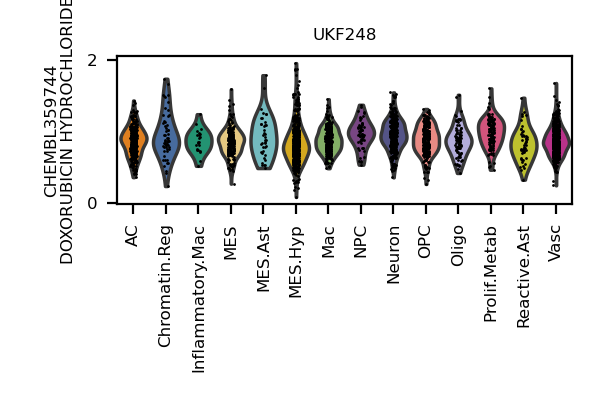 UKF248
CHEMBL359744
DOXORUBICIN HYDROCHLORIDE
2
0
AC
Chromatin.Reg
Inflammatory.Mac
MES
MES.Ast
MES.Hyp
Mac
NPC
Neuron
OPC
Oligo
Prolif.Metab
Reactive.Ast
Vasc